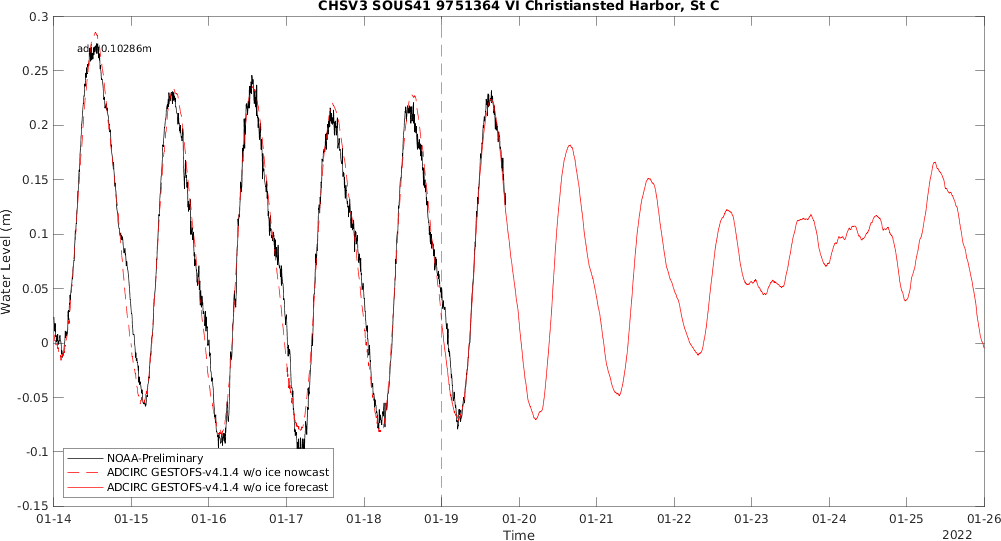 CHSV3 SOUS41 9751364 VI Christiansted Harbor, St C
0.3
0.25
0.2
0.15
0.1
0.05
0
-0.05
-0.1
-0.15
Water Level (m)
0.10286m
NOAA-Preliminary
ADCIRC GESTOFS-v4.1.4 w/o ice nowcast
ADCIRC GESTOFS-v4.1.4 w/o ice forecast
01-14 01-15 01-16 01-17 01-18 01-19 01-20 01-21 01-22 01-23 01-24 01-25 01-26
Time
2022